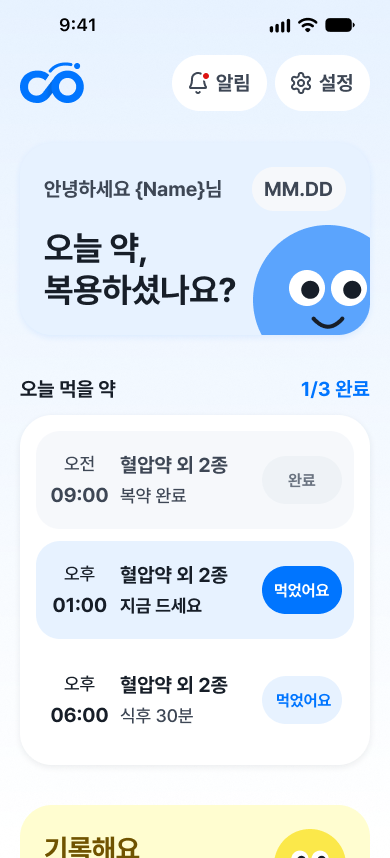 9:41
알림
설정
안녕하세요 {Name}님
MM.DD
오늘 약,
복용하셨나요?
오늘 먹을 약
1/3 완료
오전
09:00
혈압약 외 2종
복약 완료
완료
오후
01:00
혈압약 외 2종
지금 드세요
먹었어요
오후
06:00
혈압약 외 2종
식후 30분
먹었어요
기록해요